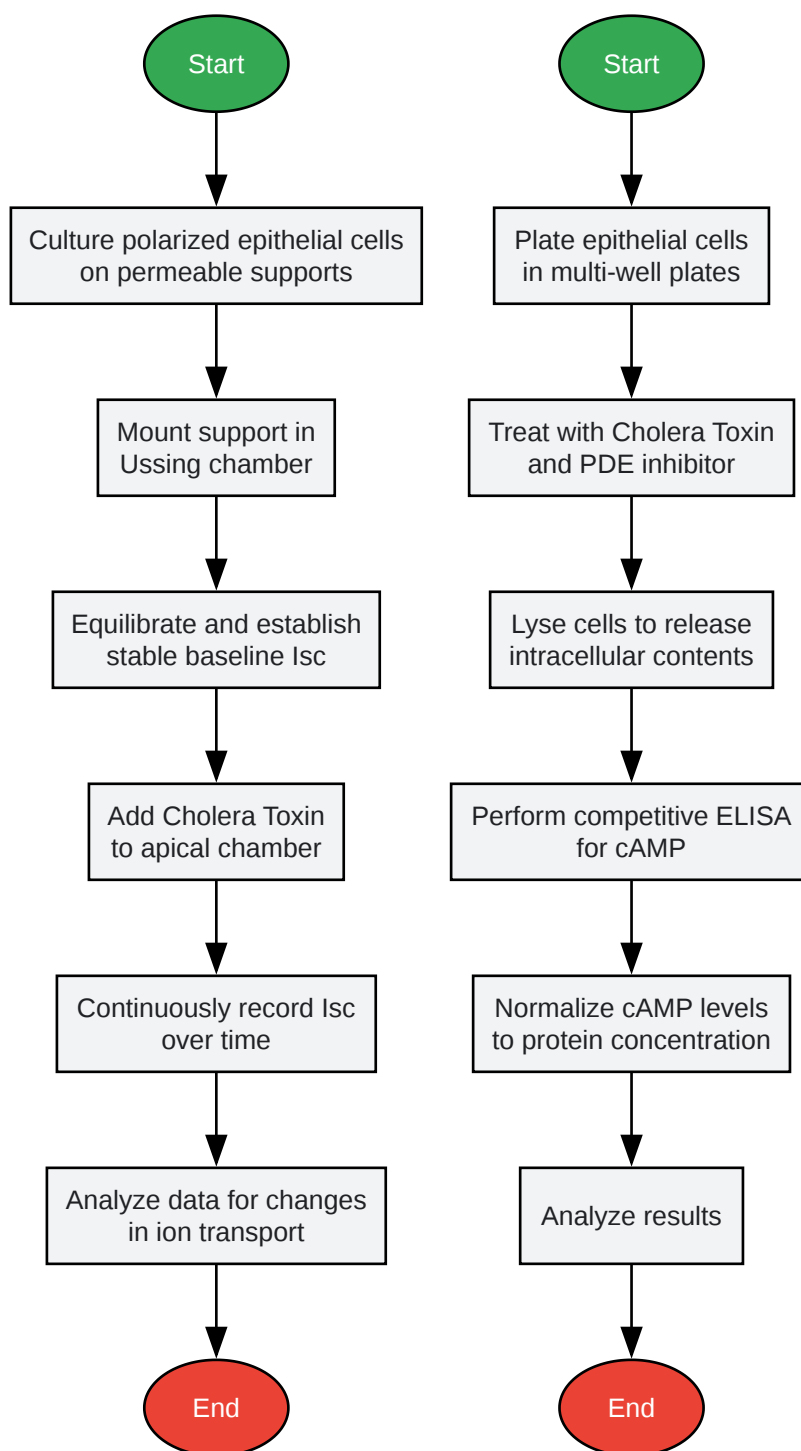 Start
Culture polarized epithelial cells
on permeable supports
Mount support in
Ussing chamber
Equilibrate and establish
stable baseline Isc
Add Cholera Toxin
to apical chamber
Continuously record Isc
over time
Analyze data for changes
in ion transport
End
Start
Plate epithelial cells
in multi-well plates
Treat with Cholera Toxin
and PDE inhibitor
Lyse cells to release
intracellular contents
Perform competitive ELISA
for cAMP
Normalize cAMP levels
to protein concentration
Analyze results
End